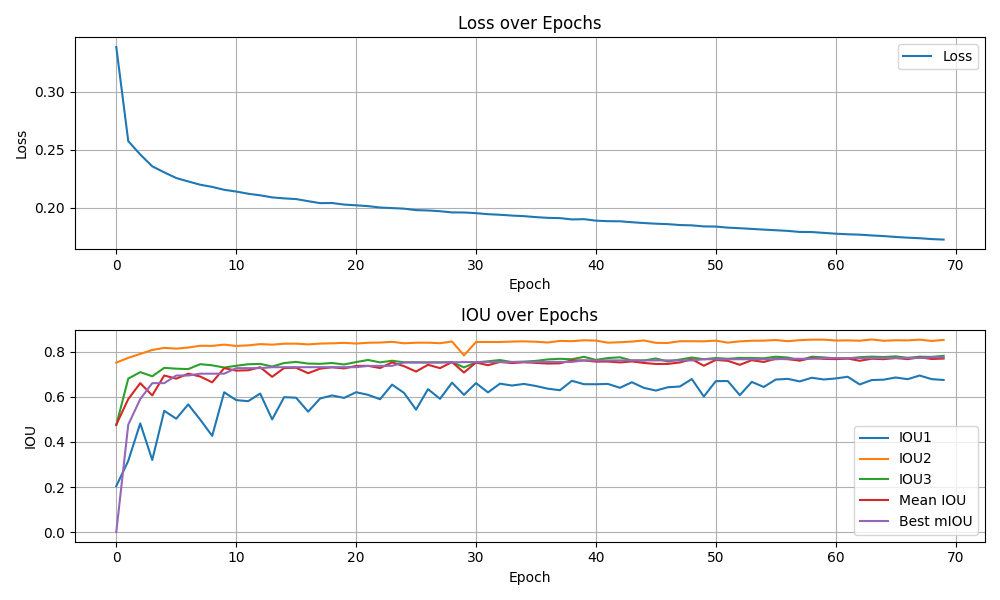 Loss over Epochs
Loss
0.30
0.25
0.20
Loss
0 10 20 30 40 50 60 70
Epoch
IOU over Epochs
0.8
0.6
0.4
0.2
0.0
IOU
IOU1
IOU2
IOU3
Mean IOU
Best mIOU
0 10 20 30 40 50 60 70
Epoch